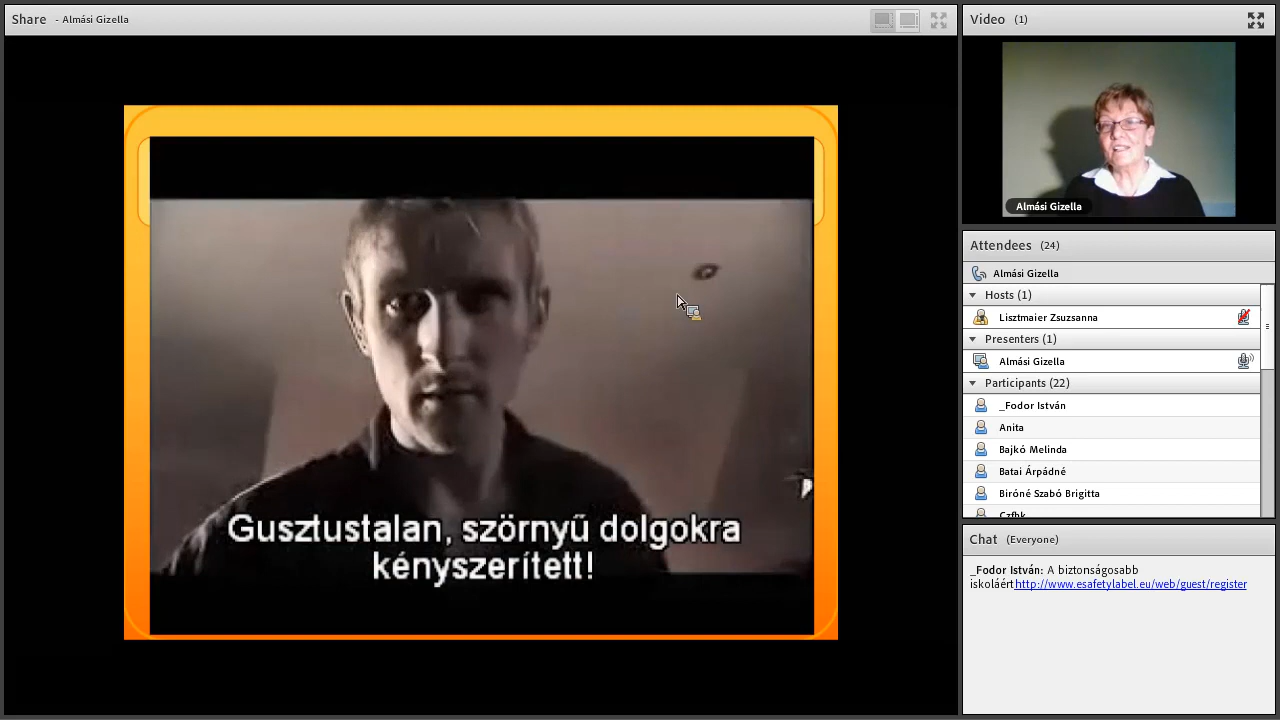 Share - Almási Gizella
Gusztustalan, szörnyű dolgokra
kényszerített!
Video (1)
Almási Gizella
Attendees (24)
Almási Gizella
Hosts (1)
Lisztmaier Zsuzsanna
Presenters (1)
Almási Gizella
Participants (22)
_Fodor István
Anita
Bajkó Melinda
Batai Árpádné
Biróné Szabó Brigitta
Chat (Everyone)
_Fodor István: A biztonságosabb
iskoláért http://www.esafetylabel.eu/web/guest/register